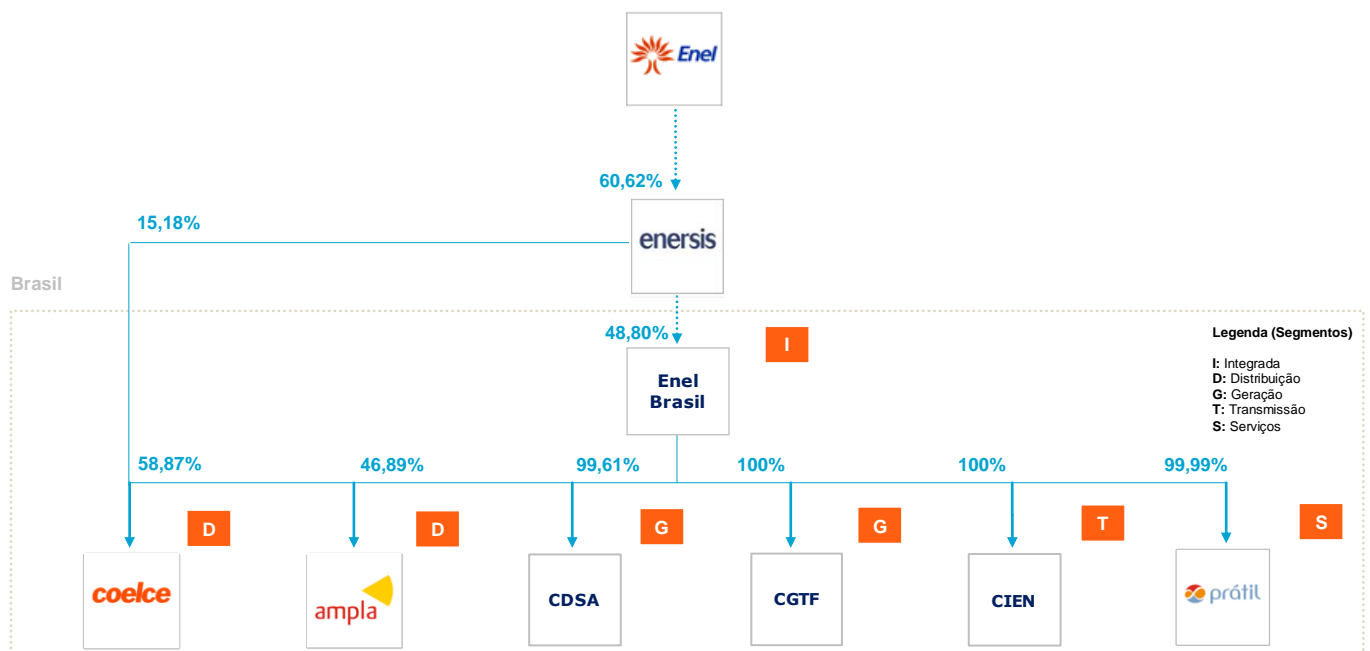 Enel
60,62%
15,18%
enersis
Brasil
48,80%
I
Legenda (Segmentos)
I: Integrada
D: Distribuição
G: Geração
T: Transmissão
S: Serviços
Enel
Brasil
58,87%
46,89%
99,61%
100%
100%
99,99%
D
D
G
G
T
S
coelce
ampla
CDSA
CGTF
CIEN
prátil